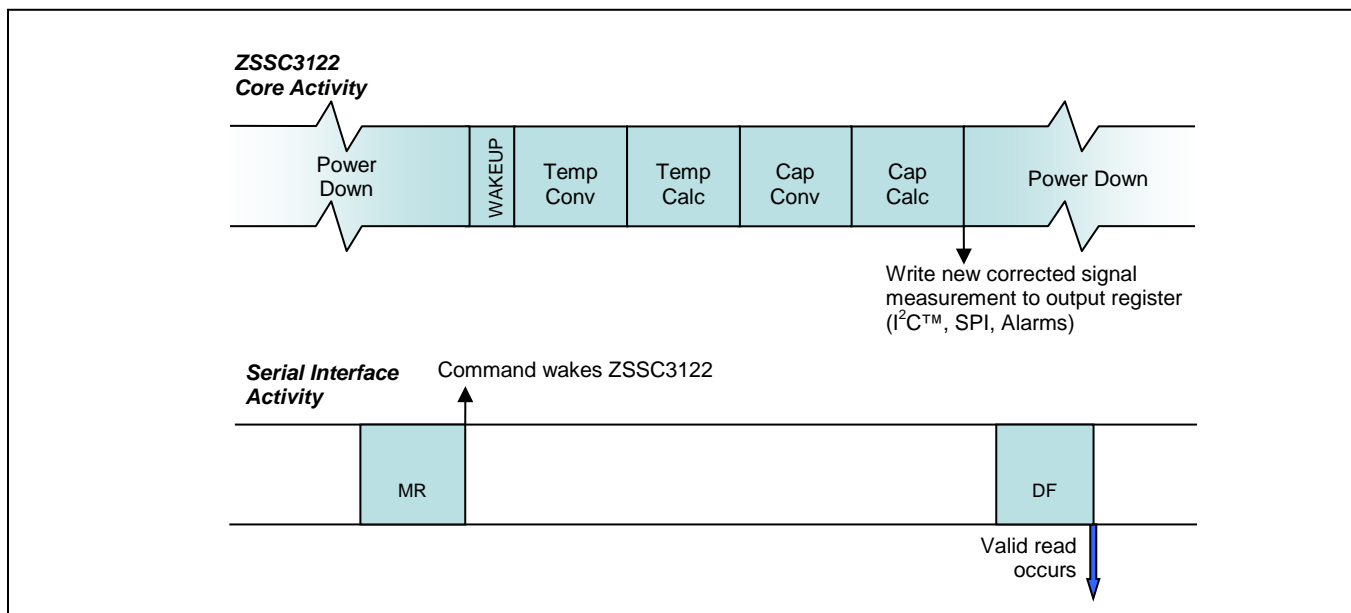 ZSSC3122
Core Activity
Power
Down
WAKEUP
Temp
Conv
Temp
Calc
Cap
Conv
Cap
Calc
Power Down
Write new corrected signal
measurement to output register
(I²C™, SPI, Alarms)
Serial Interface
Activity
Command wakes ZSSC3122
MR
DF
Valid read
occurs